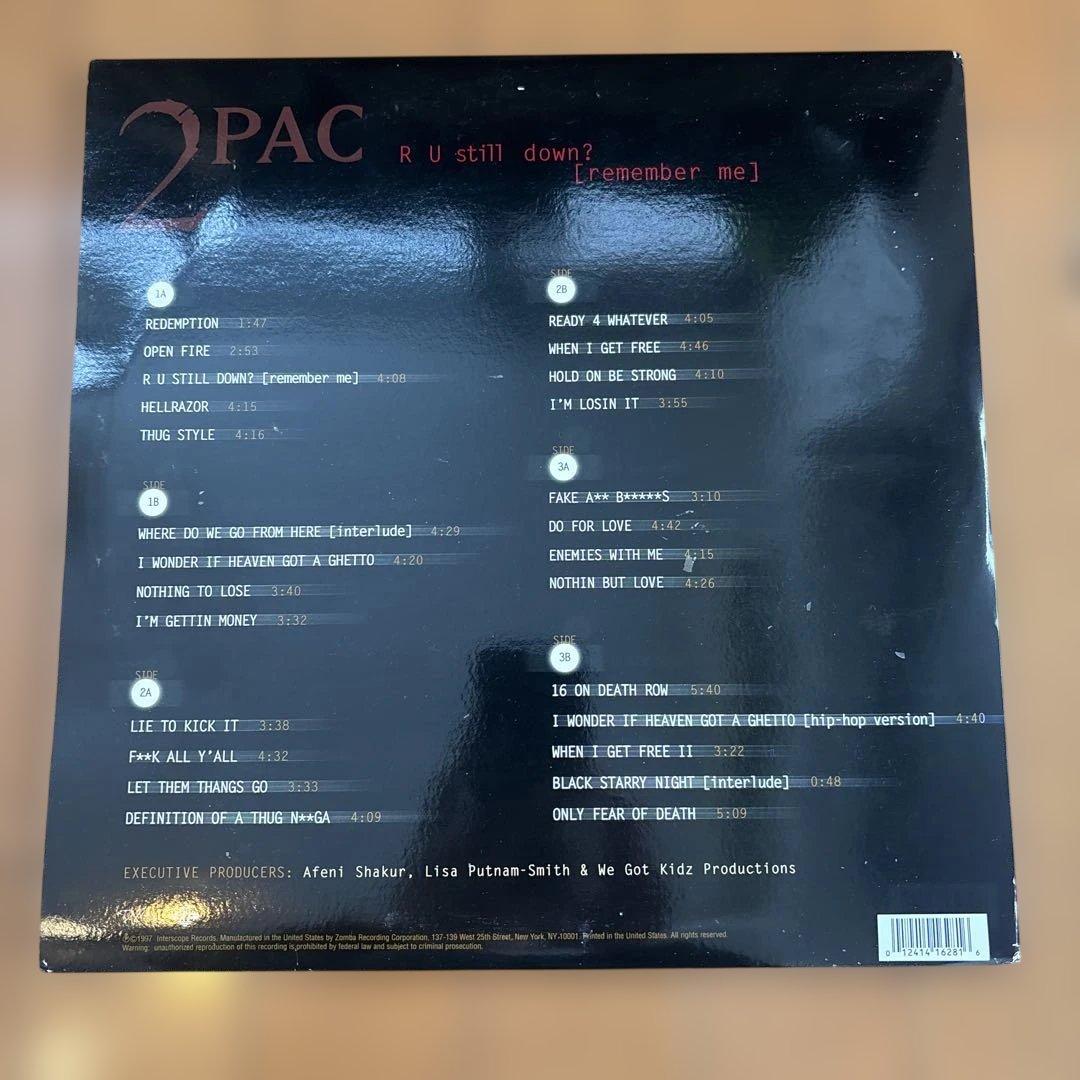 2PAC
R U still down?
[remember me]
1A
REDEMPTION 1:47
OPEN FIRE 2:53
R U STILL DOWN? [remember me] 4:08
HELLRAZOR 4:15
THUG STYLE 4:16
SIDE
1B
WHERE DO WE GO FROM HERE [interlude] 4:29
I WONDER IF HEAVEN GOT A GHETTO 4:20
NOTHING TO LOSE 3:40
I'M GETTIN MONEY 3:32
SIDE
2A
LIE TO KICK IT 3:38
F**K ALL Y'ALL 4:32
LET THEM THANGS GO 3:33
DEFINITION OF A THUG N**GA 4:09
SIDE
2B
READY 4 WHATEVER 4:05
WHEN I GET FREE 4:46
HOLD ON BE STRONG 4:10
I'M LOSIN IT 3:55
SIDE
3A
FAKE A** B*****S 3:10
DO FOR LOVE 4:42
ENEMIES WITH ME 4:15
NOTHIN BUT LOVE 4:26
SIDE
3B
16 ON DEATH ROW 5:40
I WONDER IF HEAVEN GOT A GHETTO [hip-hop version] 4:40
WHEN I GET FREE II 3:22
BLACK STARRY NIGHT [interlude] 0:48
ONLY FEAR OF DEATH 5:09
EXECUTIVE PRODUCERS: Afeni Shakur, Lisa Putnam-Smith & We Got Kidz Productions
℗©1997 Interscope Records. Manufactured in the United States by Zomba Recording Corporation, 137-139 West 25th Street, New York, NY 10001. Printed in the United States. All rights reserved.
Warning: unauthorized reproduction of this recording is prohibited by federal law and subject to criminal prosecution.
0 12414 16281 6